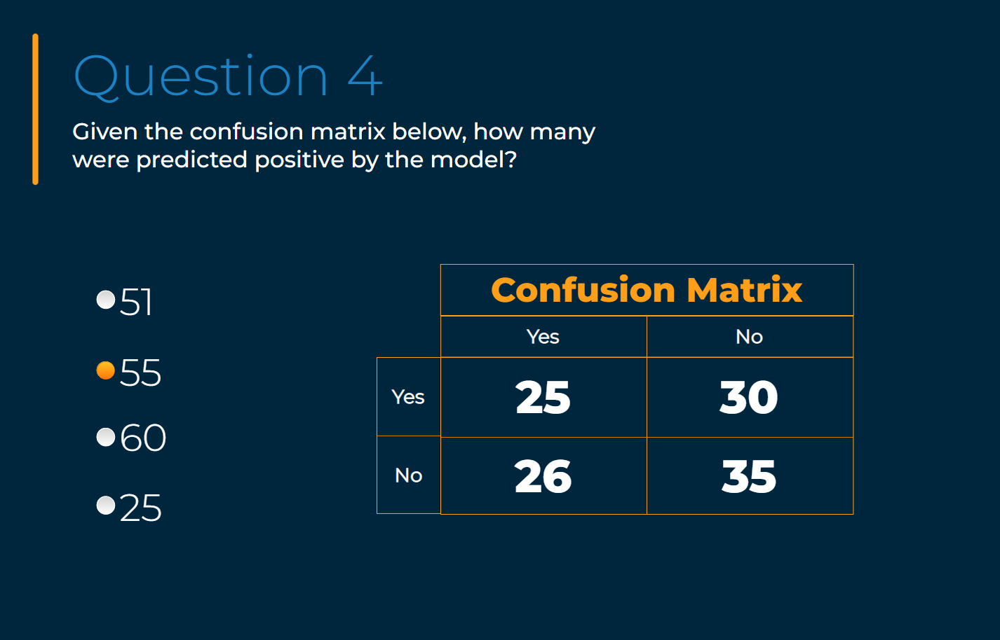 Question 4
Given the confusion matrix below, how many
were predicted positive by the model?
51
55
60
25
Confusion Matrix
Yes No
Yes 25 30
No 26 35